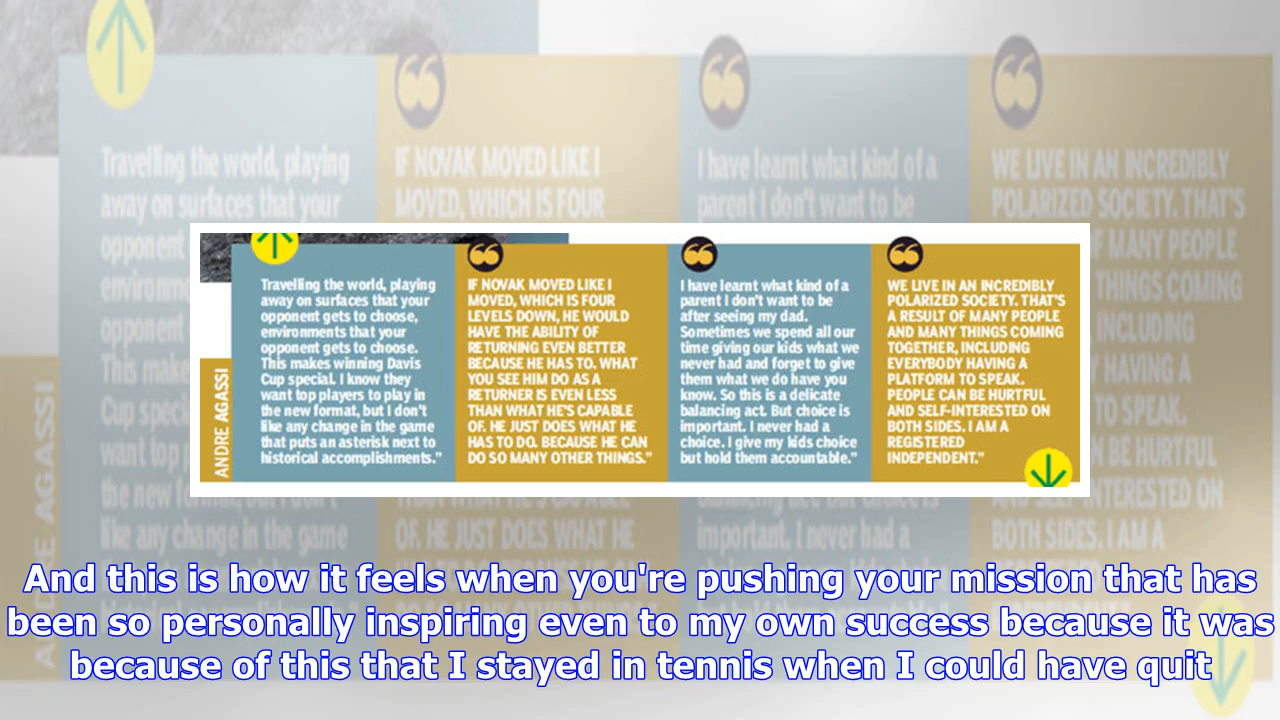 ANDRE AGASSI
Travelling the world, playing
away on surfaces that your
opponent gets to choose,
environments that your
opponent gets to choose.
This makes winning Davis
Cup special. I know they
want top players to play in
the new format, but I don't
like any change in the game
that puts an asterisk next to
historical accomplishments."
IF NOVAK MOVED LIKE I
MOVED, WHICH IS FOUR
LEVELS DOWN, HE WOULD
HAVE THE ABILITY OF
RETURNING EVEN BETTER
BECAUSE HE HAS TO. WHAT
YOU SEE HIM DO AS A
RETURNER IS EVEN LESS
THAN WHAT HE'S CAPABLE
OF. HE JUST DOES WHAT HE
HAS TO DO. BECAUSE HE CAN
DO SO MANY OTHER THINGS."
I have learnt what kind of a
parent I don't want to be
after seeing my dad.
Sometimes we spend all our
time giving our kids what we
never had and forget to give
them what we do have you
know. So this is a delicate
balancing act. But choice is
important. I never had a
choice. I give my kids choice
but hold them accountable."
WE LIVE IN AN INCREDIBLY
POLARIZED SOCIETY. THAT'S
A RESULT OF MANY PEOPLE
AND MANY THINGS COMING
TOGETHER, INCLUDING
EVERYBODY HAVING A
PLATFORM TO SPEAK.
PEOPLE CAN BE HURTFUL
AND SELF-INTERESTED ON
BOTH SIDES. I AM A
REGISTERED
INDEPENDENT."
And this is how it feels when you're pushing your mission that has
been so personally inspiring even to my own success because it was
because of this that I stayed in tennis when I could have quit